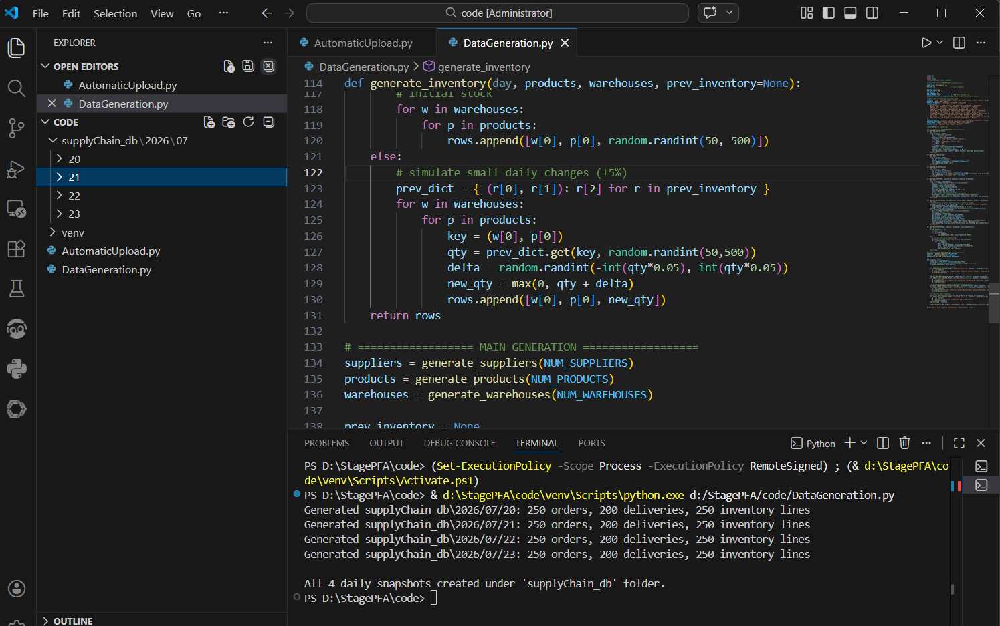 File Edit Selection View Go ··· code [Administrator]
EXPLORER
OPEN EDITORS
AutomaticUpload.py
DataGeneration.py
CODE
supplyChain_db\2026\07
20
21
22
23
venv
AutomaticUpload.py
DataGeneration.py
OUTLINE
AutomaticUpload.py DataGeneration.py
DataGeneration.py > generate_inventory
114 def generate_inventory(day, products, warehouses, prev_inventory=None):
117 # initial stock
118 for w in warehouses:
119 for p in products:
120 rows.append([w[0], p[0], random.randint(50, 500)])
121 else:
122 # simulate small daily changes (±5%)
123 prev_dict = { (r[0], r[1]): r[2] for r in prev_inventory }
124 for w in warehouses:
125 for p in products:
126 key = (w[0], p[0])
127 qty = prev_dict.get(key, random.randint(50,500))
128 delta = random.randint(-int(qty*0.05), int(qty*0.05))
129 new_qty = max(0, qty + delta)
130 rows.append([w[0], p[0], new_qty])
131 return rows
132
133 # ================== MAIN GENERATION ==================
134 suppliers = generate_suppliers(NUM_SUPPLIERS)
135 products = generate_products(NUM_PRODUCTS)
136 warehouses = generate_warehouses(NUM_WAREHOUSES)
137
138 prev_inventory = None
PROBLEMS OUTPUT DEBUG CONSOLE TERMINAL PORTS Python
PS D:\StagePFA\code> (Set-ExecutionPolicy -Scope Process -ExecutionPolicy RemoteSigned) ; (& d:\StagePFA\co
de\venv\Scripts\Activate.ps1)
PS D:\StagePFA\code> & d:\StagePFA\code\venv\Scripts\python.exe d:/StagePFA/code/DataGeneration.py
Generated supplyChain_db\2026/07/20: 250 orders, 200 deliveries, 250 inventory lines
Generated supplyChain_db\2026/07/21: 250 orders, 200 deliveries, 250 inventory lines
Generated supplyChain_db\2026/07/22: 250 orders, 200 deliveries, 250 inventory lines
Generated supplyChain_db\2026/07/23: 250 orders, 200 deliveries, 250 inventory lines
All 4 daily snapshots created under 'supplyChain_db' folder.
PS D:\StagePFA\code>